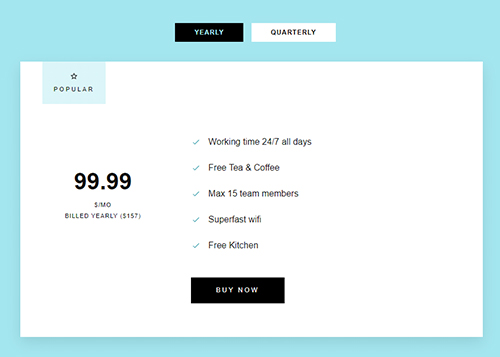 YEARLY QUARTERLY
POPULAR
Working time 24/7 all days
Free Tea & Coffee
99.99
Max 15 team members
$/MO
BILLED YEARLY ($157)
Superfast wifi
Free Kitchen
BUY NOW